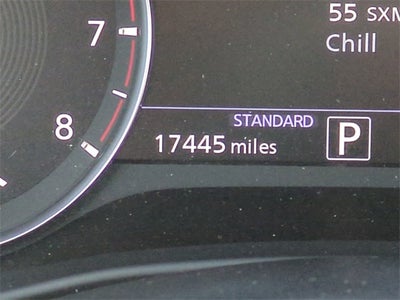 7
8
55 SXM
Chill
STANDARD
17445 miles
P